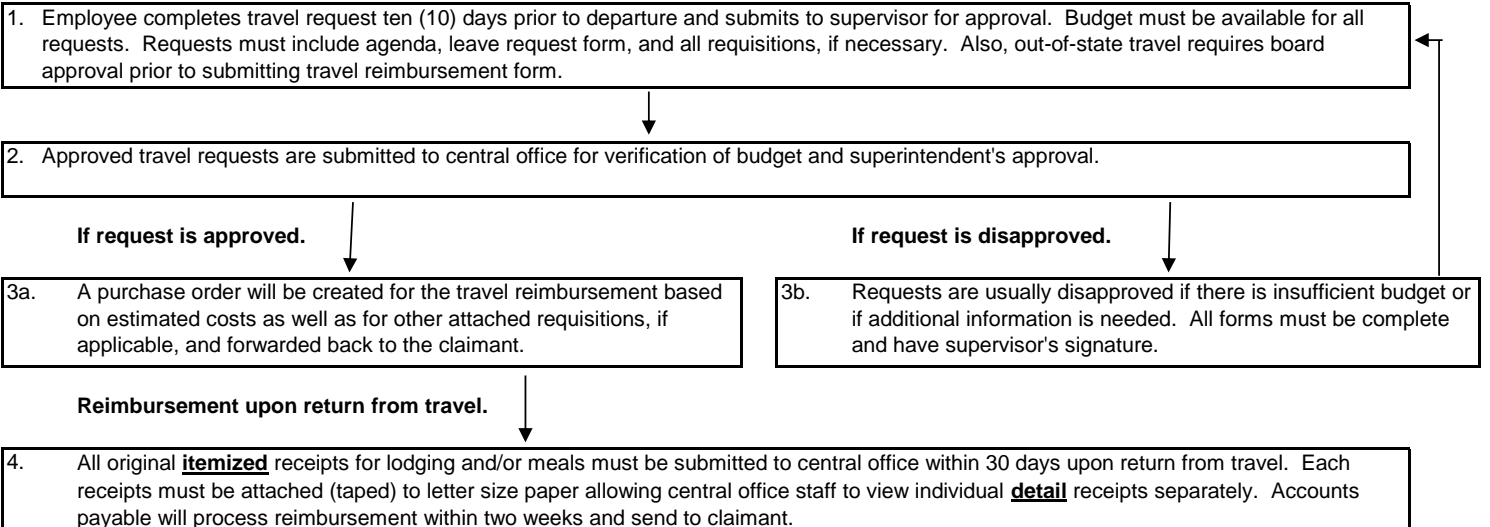 1. Employee completes travel request ten (10) days prior to departure and submits to supervisor for approval. Budget must be available for all
requests. Requests must include agenda, leave request form, and all requisitions, if necessary. Also, out-of-state travel requires board
approval prior to submitting travel reimbursement form.
2. Approved travel requests are submitted to central office for verification of budget and superintendent's approval.
If request is approved.
If request is disapproved.
3a. A purchase order will be created for the travel reimbursement based
on estimated costs as well as for other attached requisitions, if
applicable, and forwarded back to the claimant.
3b. Requests are usually disapproved if there is insufficient budget or
if additional information is needed. All forms must be complete
and have supervisor's signature.
Reimbursement upon return from travel.
4. All original itemized receipts for lodging and/or meals must be submitted to central office within 30 days upon return from travel. Each
receipts must be attached (taped) to letter size paper allowing central office staff to view individual detail receipts separately. Accounts
payable will process reimbursement within two weeks and send to claimant.